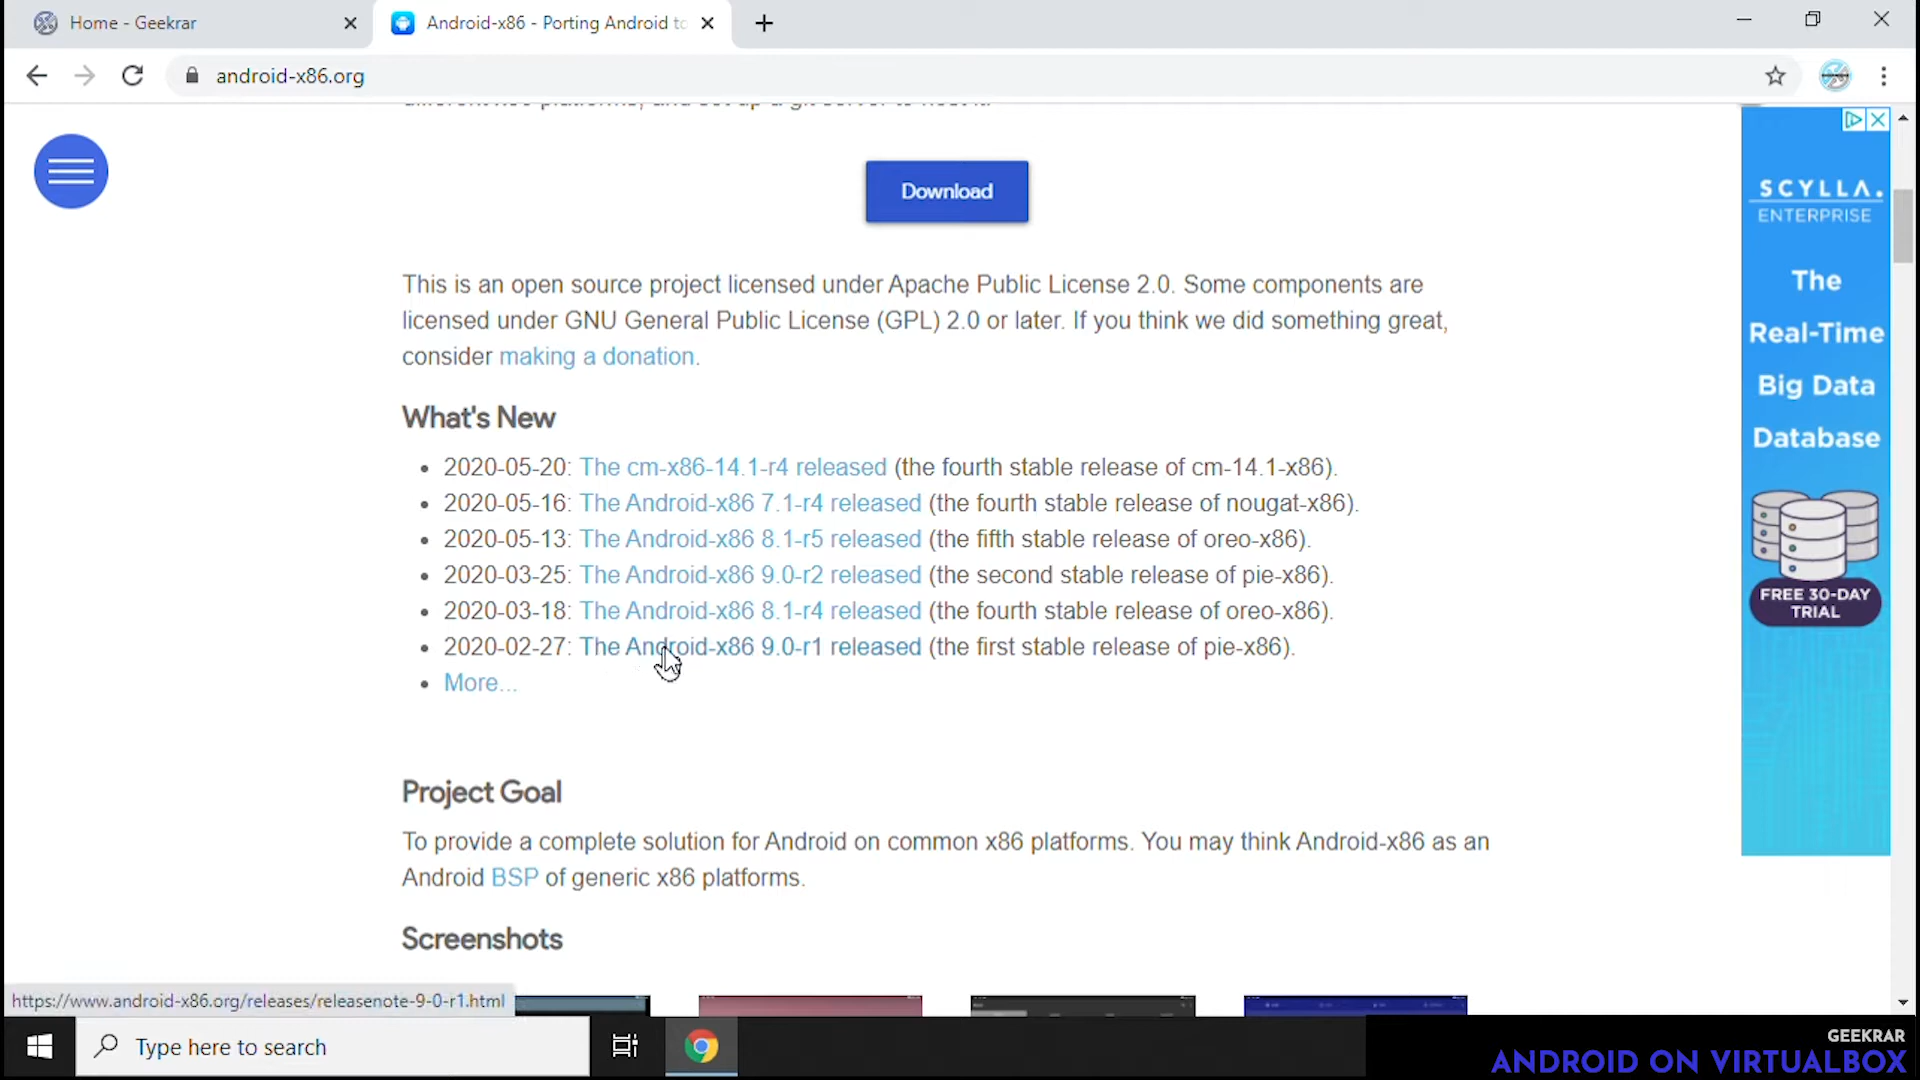 Home - Geekrar
Android-x86 - Porting Android to
android-x86.org
Download
This is an open source project licensed under Apache Public License 2.0. Some components are
licensed under GNU General Public License (GPL) 2.0 or later. If you think we did something great,
consider making a donation.
What's New
2020-05-20: The cm-x86-14.1-r4 released (the fourth stable release of cm-14.1-x86).
2020-05-16: The Android-x86 7.1-r4 released (the fourth stable release of nougat-x86).
2020-05-13: The Android-x86 8.1-r5 released (the fifth stable release of oreo-x86).
2020-03-25: The Android-x86 9.0-r2 released (the second stable release of pie-x86).
2020-03-18: The Android-x86 8.1-r4 released (the fourth stable release of oreo-x86).
2020-02-27: The Android-x86 9.0-r1 released (the first stable release of pie-x86).
More...
Project Goal
To provide a complete solution for Android on common x86 platforms. You may think Android-x86 as an
Android BSP of generic x86 platforms.
Screenshots
SCYLLA.
ENTERPRISE
The
Real-Time
Big Data
Database
FREE 30-DAY
TRIAL
https://www.android-x86.org/releases/releasenote-9-0-r1.html
Type here to search
GEEKRAR
ANDROID ON VIRTUALBOX